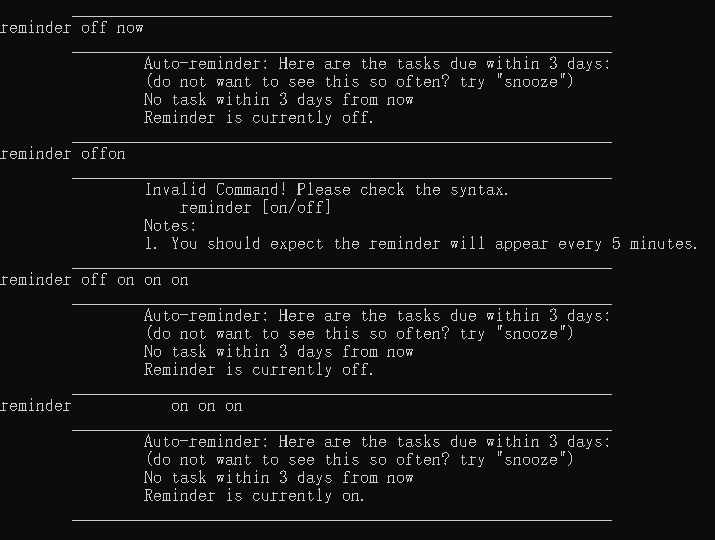 reminder off now
Auto-reminder: Here are the tasks due within 3 days:
(do not want to see this so often? try "snooze")
No task within 3 days from now
Reminder is currently off.
reminder offon
Invalid Command! Please check the syntax.
reminder [on/off]
Notes:
1. You should expect the reminder will appear every 5 minutes.
reminder off on on on
Auto-reminder: Here are the tasks due within 3 days:
(do not want to see this so often? try "snooze")
No task within 3 days from now
Reminder is currently off.
reminder           on on on
Auto-reminder: Here are the tasks due within 3 days:
(do not want to see this so often? try "snooze")
No task within 3 days from now
Reminder is currently on.